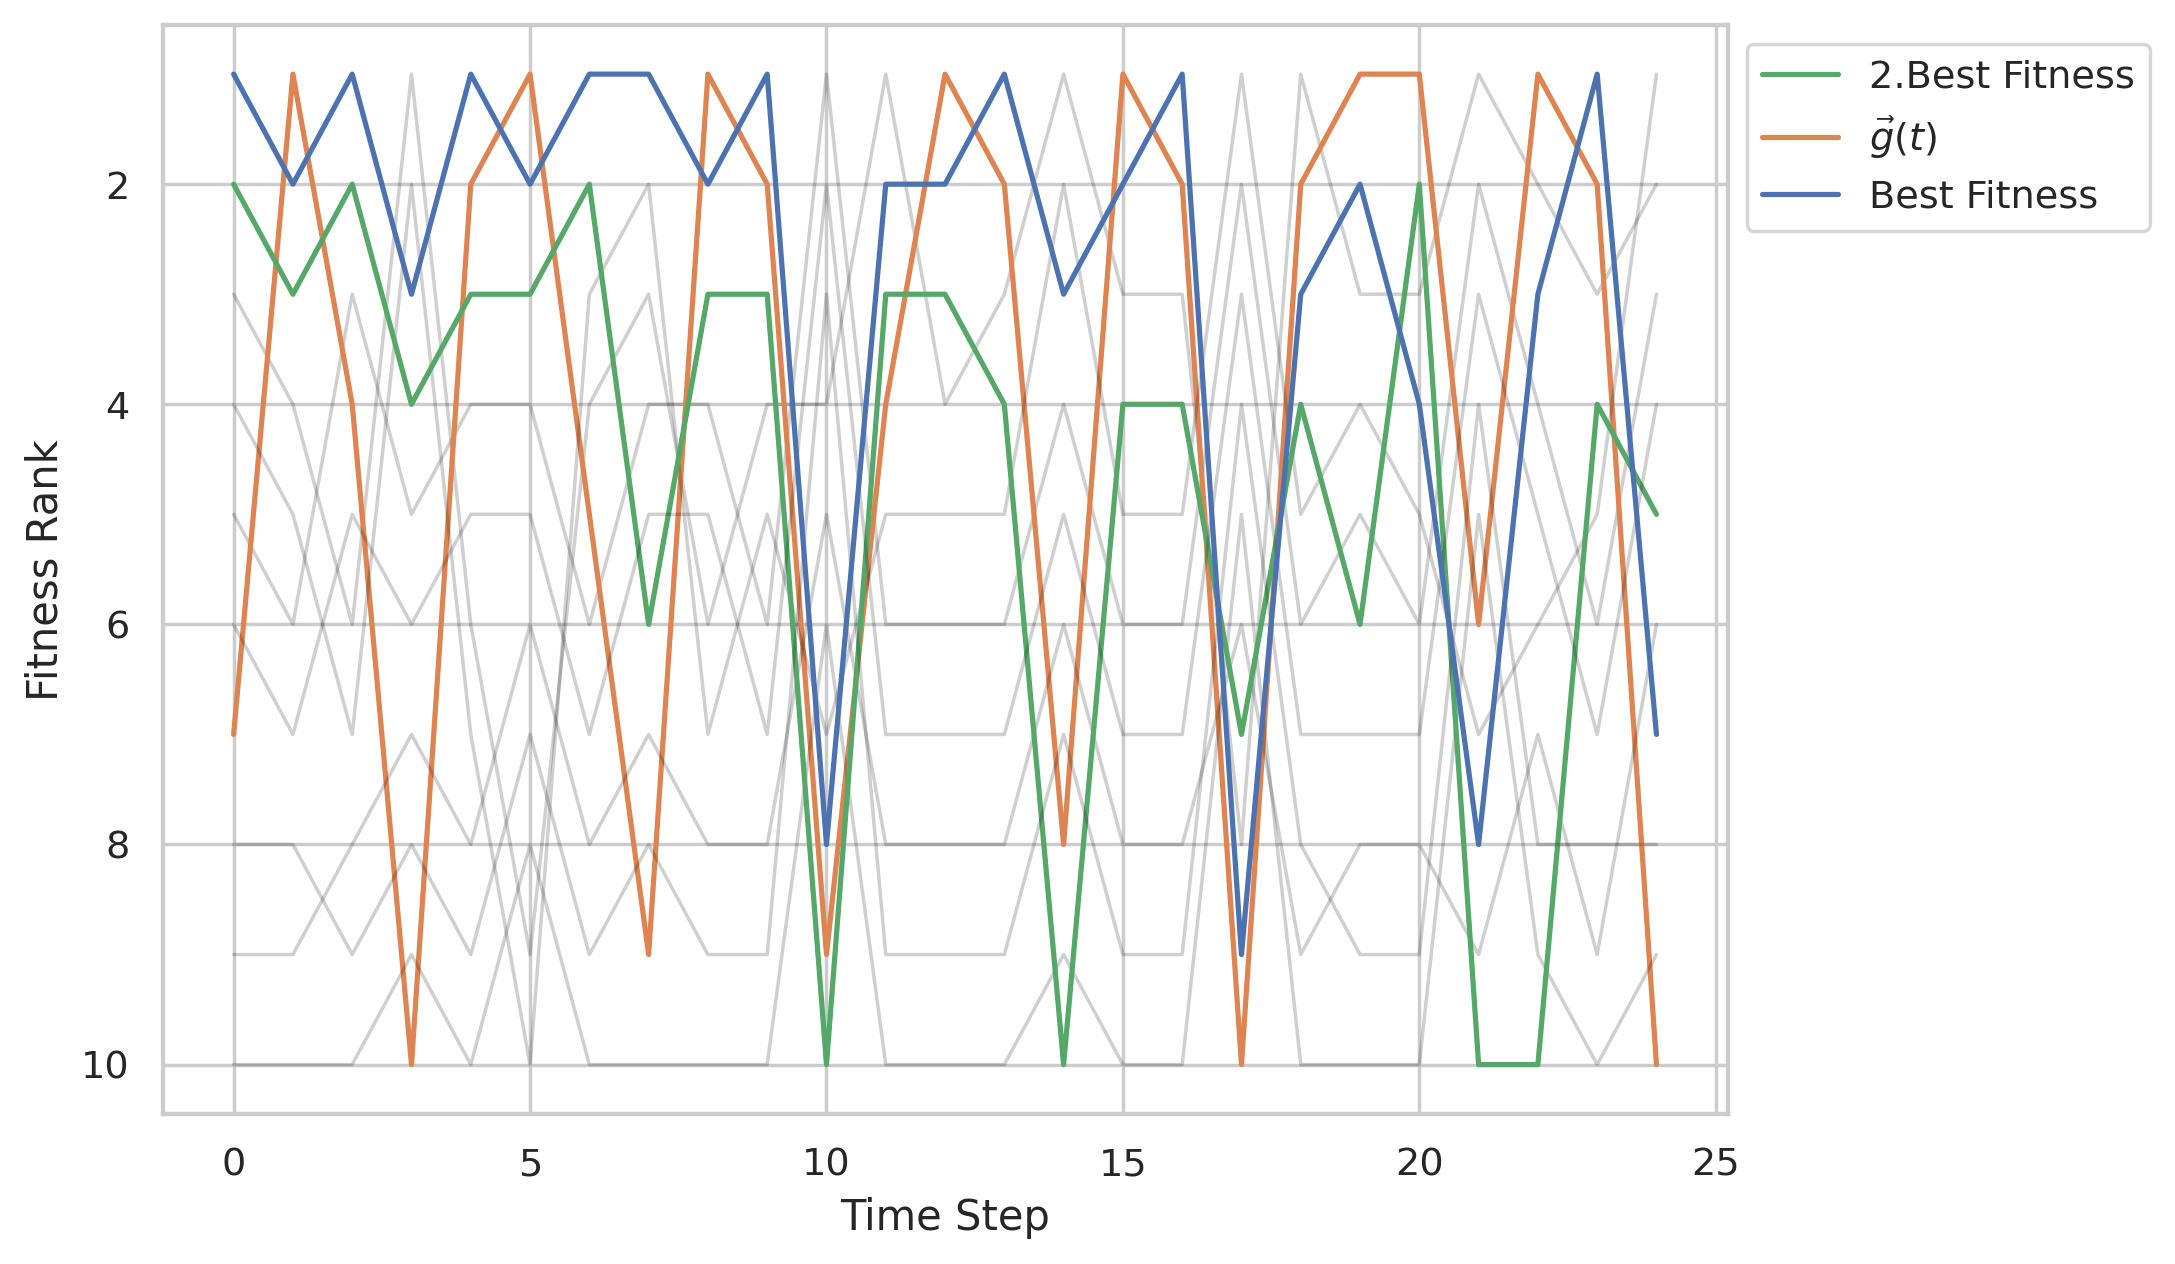 2.Best Fitness
g⃗(t)
Best Fitness
Fitness Rank
2
4
6
8
10
0 5 10 15 20 25
Time Step